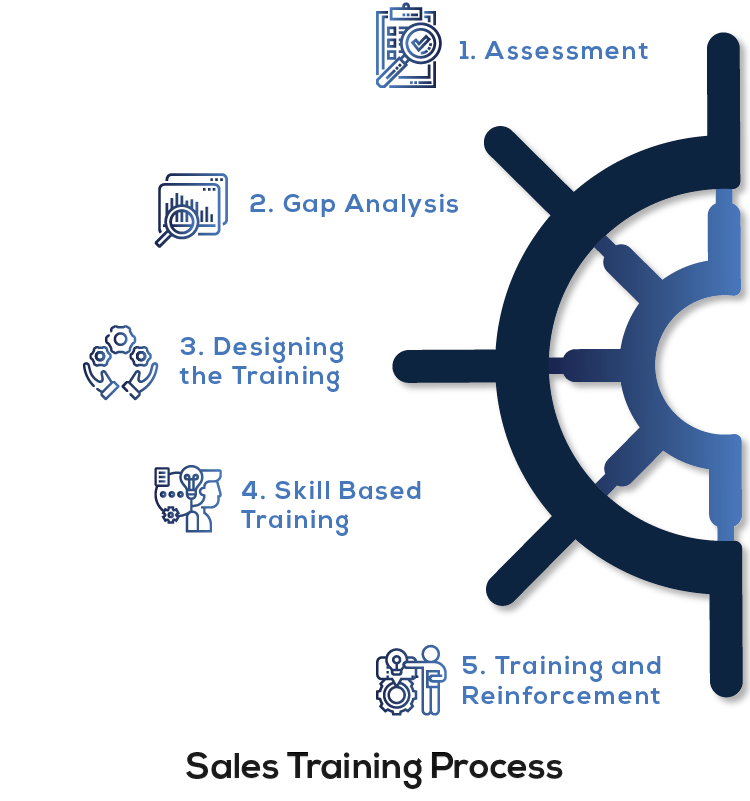 1. Assessment
2. Gap Analysis
3. Designing
the Training
4. Skill Based
Training
5. Training and
Reinforcement
Sales Training Process